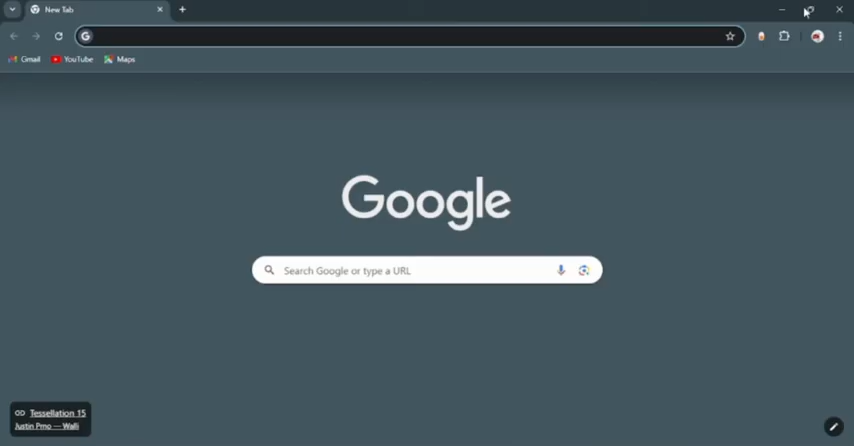 New Tab
Gmail YouTube Maps
Google
Search Google or type a URL
Tessellation 15
Justin Prno — Walli